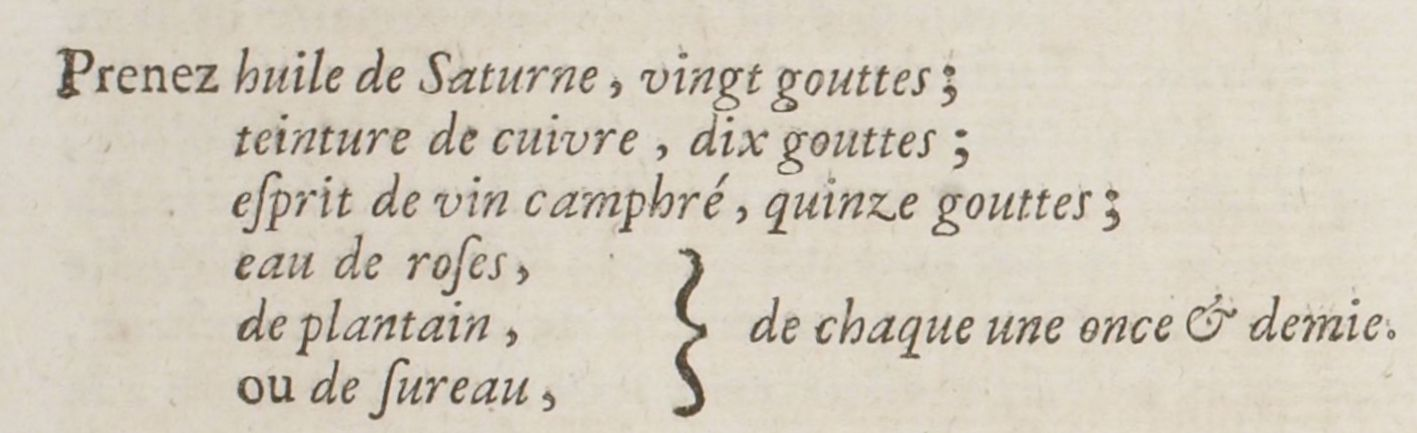 Prenez huile de Saturne, vingt gouttes;
teinture de cuivre, dix gouttes;
eſprit de vin camphré, quinze gouttes;
eau de roſes,
de plantain, } de chaque une once & demie.
ou de ſureau,